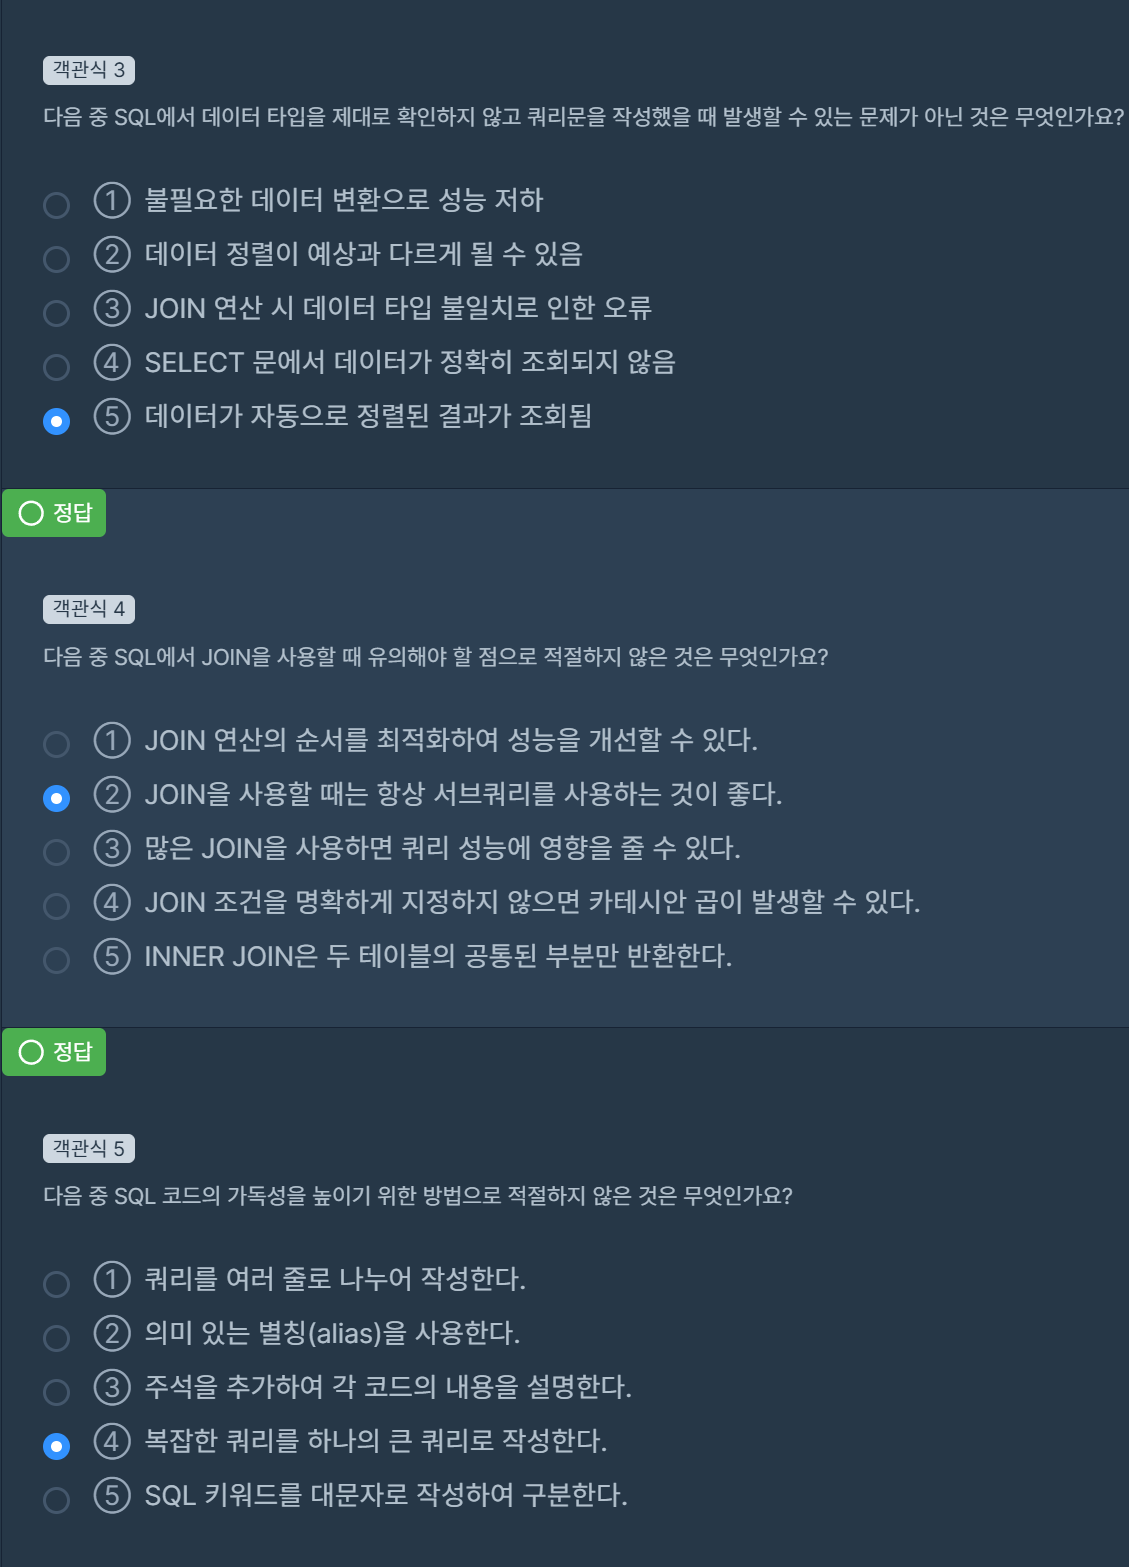 객관식 3
다음 중 SQL에서 데이터 타입을 제대로 확인하지 않고 쿼리문을 작성했을 때 발생할 수 있는 문제가 아닌 것은 무엇인가요?
① 불필요한 데이터 변환으로 성능 저하
② 데이터 정렬이 예상과 다르게 될 수 있음
③ JOIN 연산 시 데이터 타입 불일치로 인한 오류
④ SELECT 문에서 데이터가 정확히 조회되지 않음
⑤ 데이터가 자동으로 정렬된 결과가 조회됨
정답
객관식 4
다음 중 SQL에서 JOIN을 사용할 때 유의해야 할 점으로 적절하지 않은 것은 무엇인가요?
① JOIN 연산의 순서를 최적화하여 성능을 개선할 수 있다.
② JOIN을 사용할 때는 항상 서브쿼리를 사용하는 것이 좋다.
③ 많은 JOIN을 사용하면 쿼리 성능에 영향을 줄 수 있다.
④ JOIN 조건을 명확하게 지정하지 않으면 카테시안 곱이 발생할 수 있다.
⑤ INNER JOIN은 두 테이블의 공통된 부분만 반환한다.
정답
객관식 5
다음 중 SQL 코드의 가독성을 높이기 위한 방법으로 적절하지 않은 것은 무엇인가요?
① 쿼리를 여러 줄로 나누어 작성한다.
② 의미 있는 별칭(alias)을 사용한다.
③ 주석을 추가하여 각 코드의 내용을 설명한다.
④ 복잡한 쿼리를 하나의 큰 쿼리로 작성한다.
⑤ SQL 키워드를 대문자로 작성하여 구분한다.